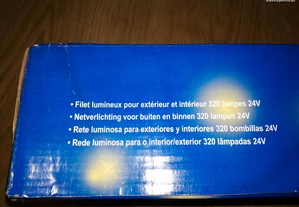 • Filet lumineux pour extérieur et intérieur 320 lampes 24V
• Netverlichting voor buiten en binnen 320 lampen 24V
• Rete luminosa para exteriores y interiores 320 bombillas 24V
• Rede luminosa para o interior/exterior 320 lâmpadas 24V